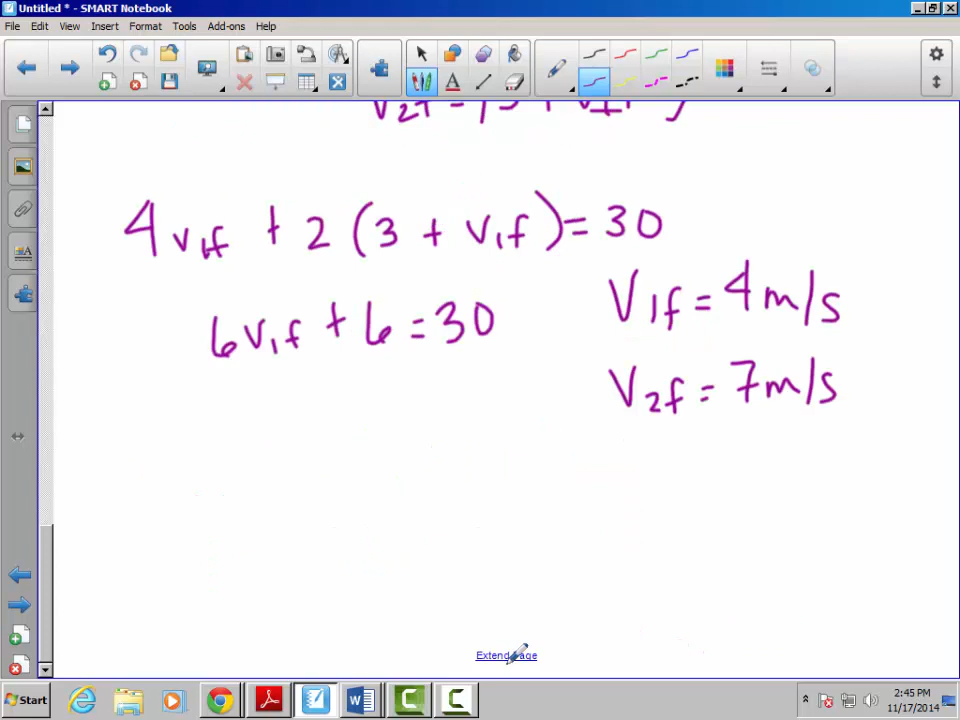 Untitled * - SMART Notebook
File Edit View Insert Format Tools Add-ons Help
4v1f + 2 (3 + v1f) = 30
6v1f + 6 = 30
V1f = 4 m/s
V2f = 7 m/s
Extend Page
Start
2:45 PM
11/17/2014